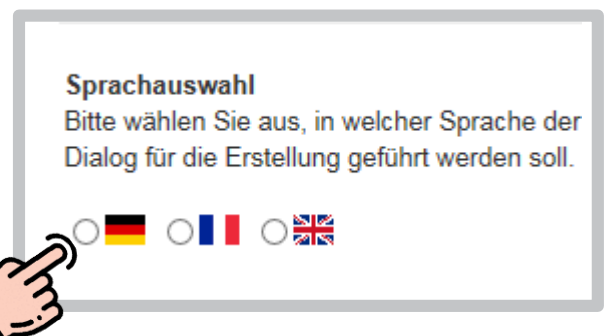 Sprachauswahl
Bitte wählen Sie aus, in welcher Sprache der
Dialog für die Erstellung geführt werden soll.